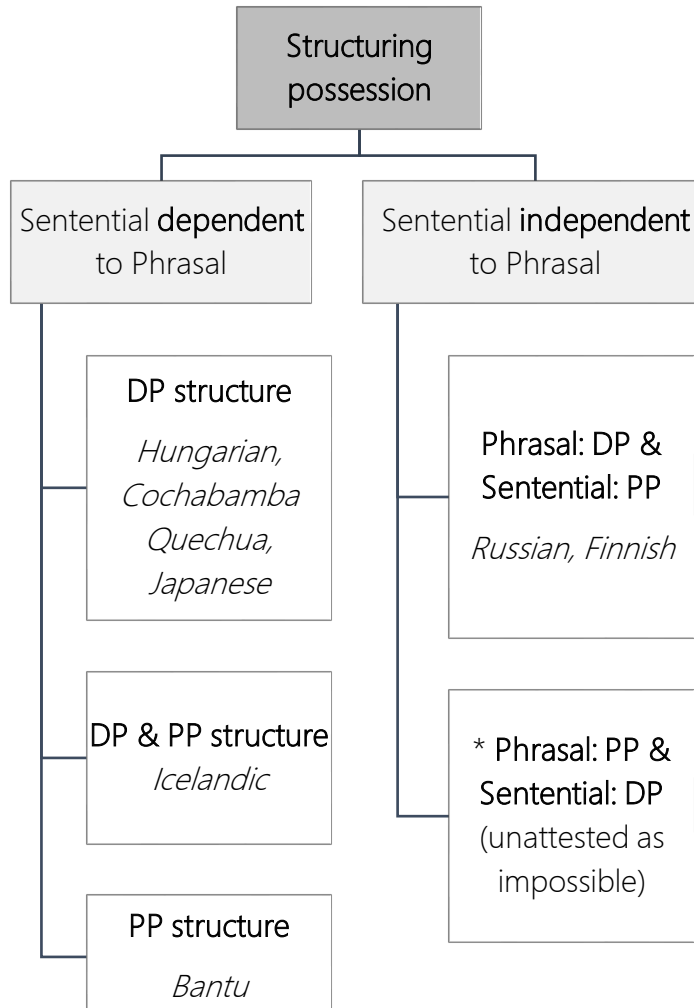 Structuring
possession
Sentential dependent
to Phrasal
DP structure
Hungarian,
Cochabamba
Quechua,
Japanese
DP & PP structure
Icelandic
PP structure
Bantu
Sentential independent
to Phrasal
Phrasal: DP &
Sentential: PP
Russian, Finnish
* Phrasal: PP &
Sentential: DP
(unattested as
impossible)